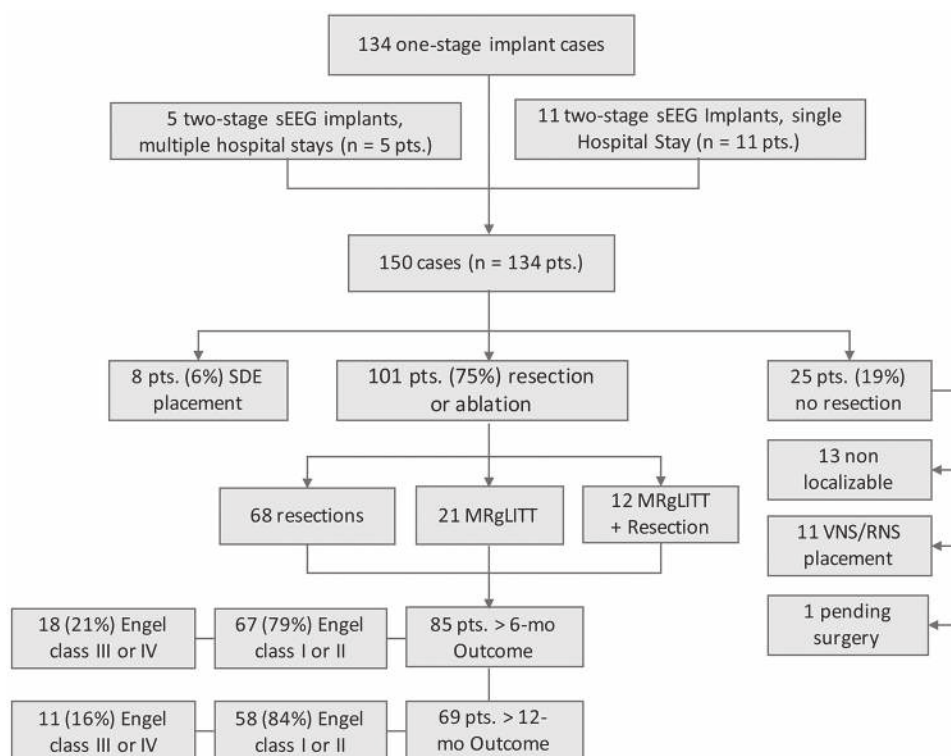 134 one-stage implant cases
5 two-stage sEEG implants,
multiple hospital stays (n = 5 pts.)
11 two-stage sEEG Implants, single
Hospital Stay (n = 11 pts.)
150 cases (n = 134 pts.)
8 pts. (6%) SDE
placement
101 pts. (75%) resection
or ablation
25 pts. (19%)
no resection
13 non
localizable
68 resections
21 MRgLITT
12 MRgLITT
+ Resection
11 VNS/RNS
placement
1 pending
surgery
18 (21%) Engel
class III or IV
67 (79%) Engel
class I or II
85 pts. > 6-mo
Outcome
11 (16%) Engel
class III or IV
58 (84%) Engel
class I or II
69 pts. > 12-
mo Outcome